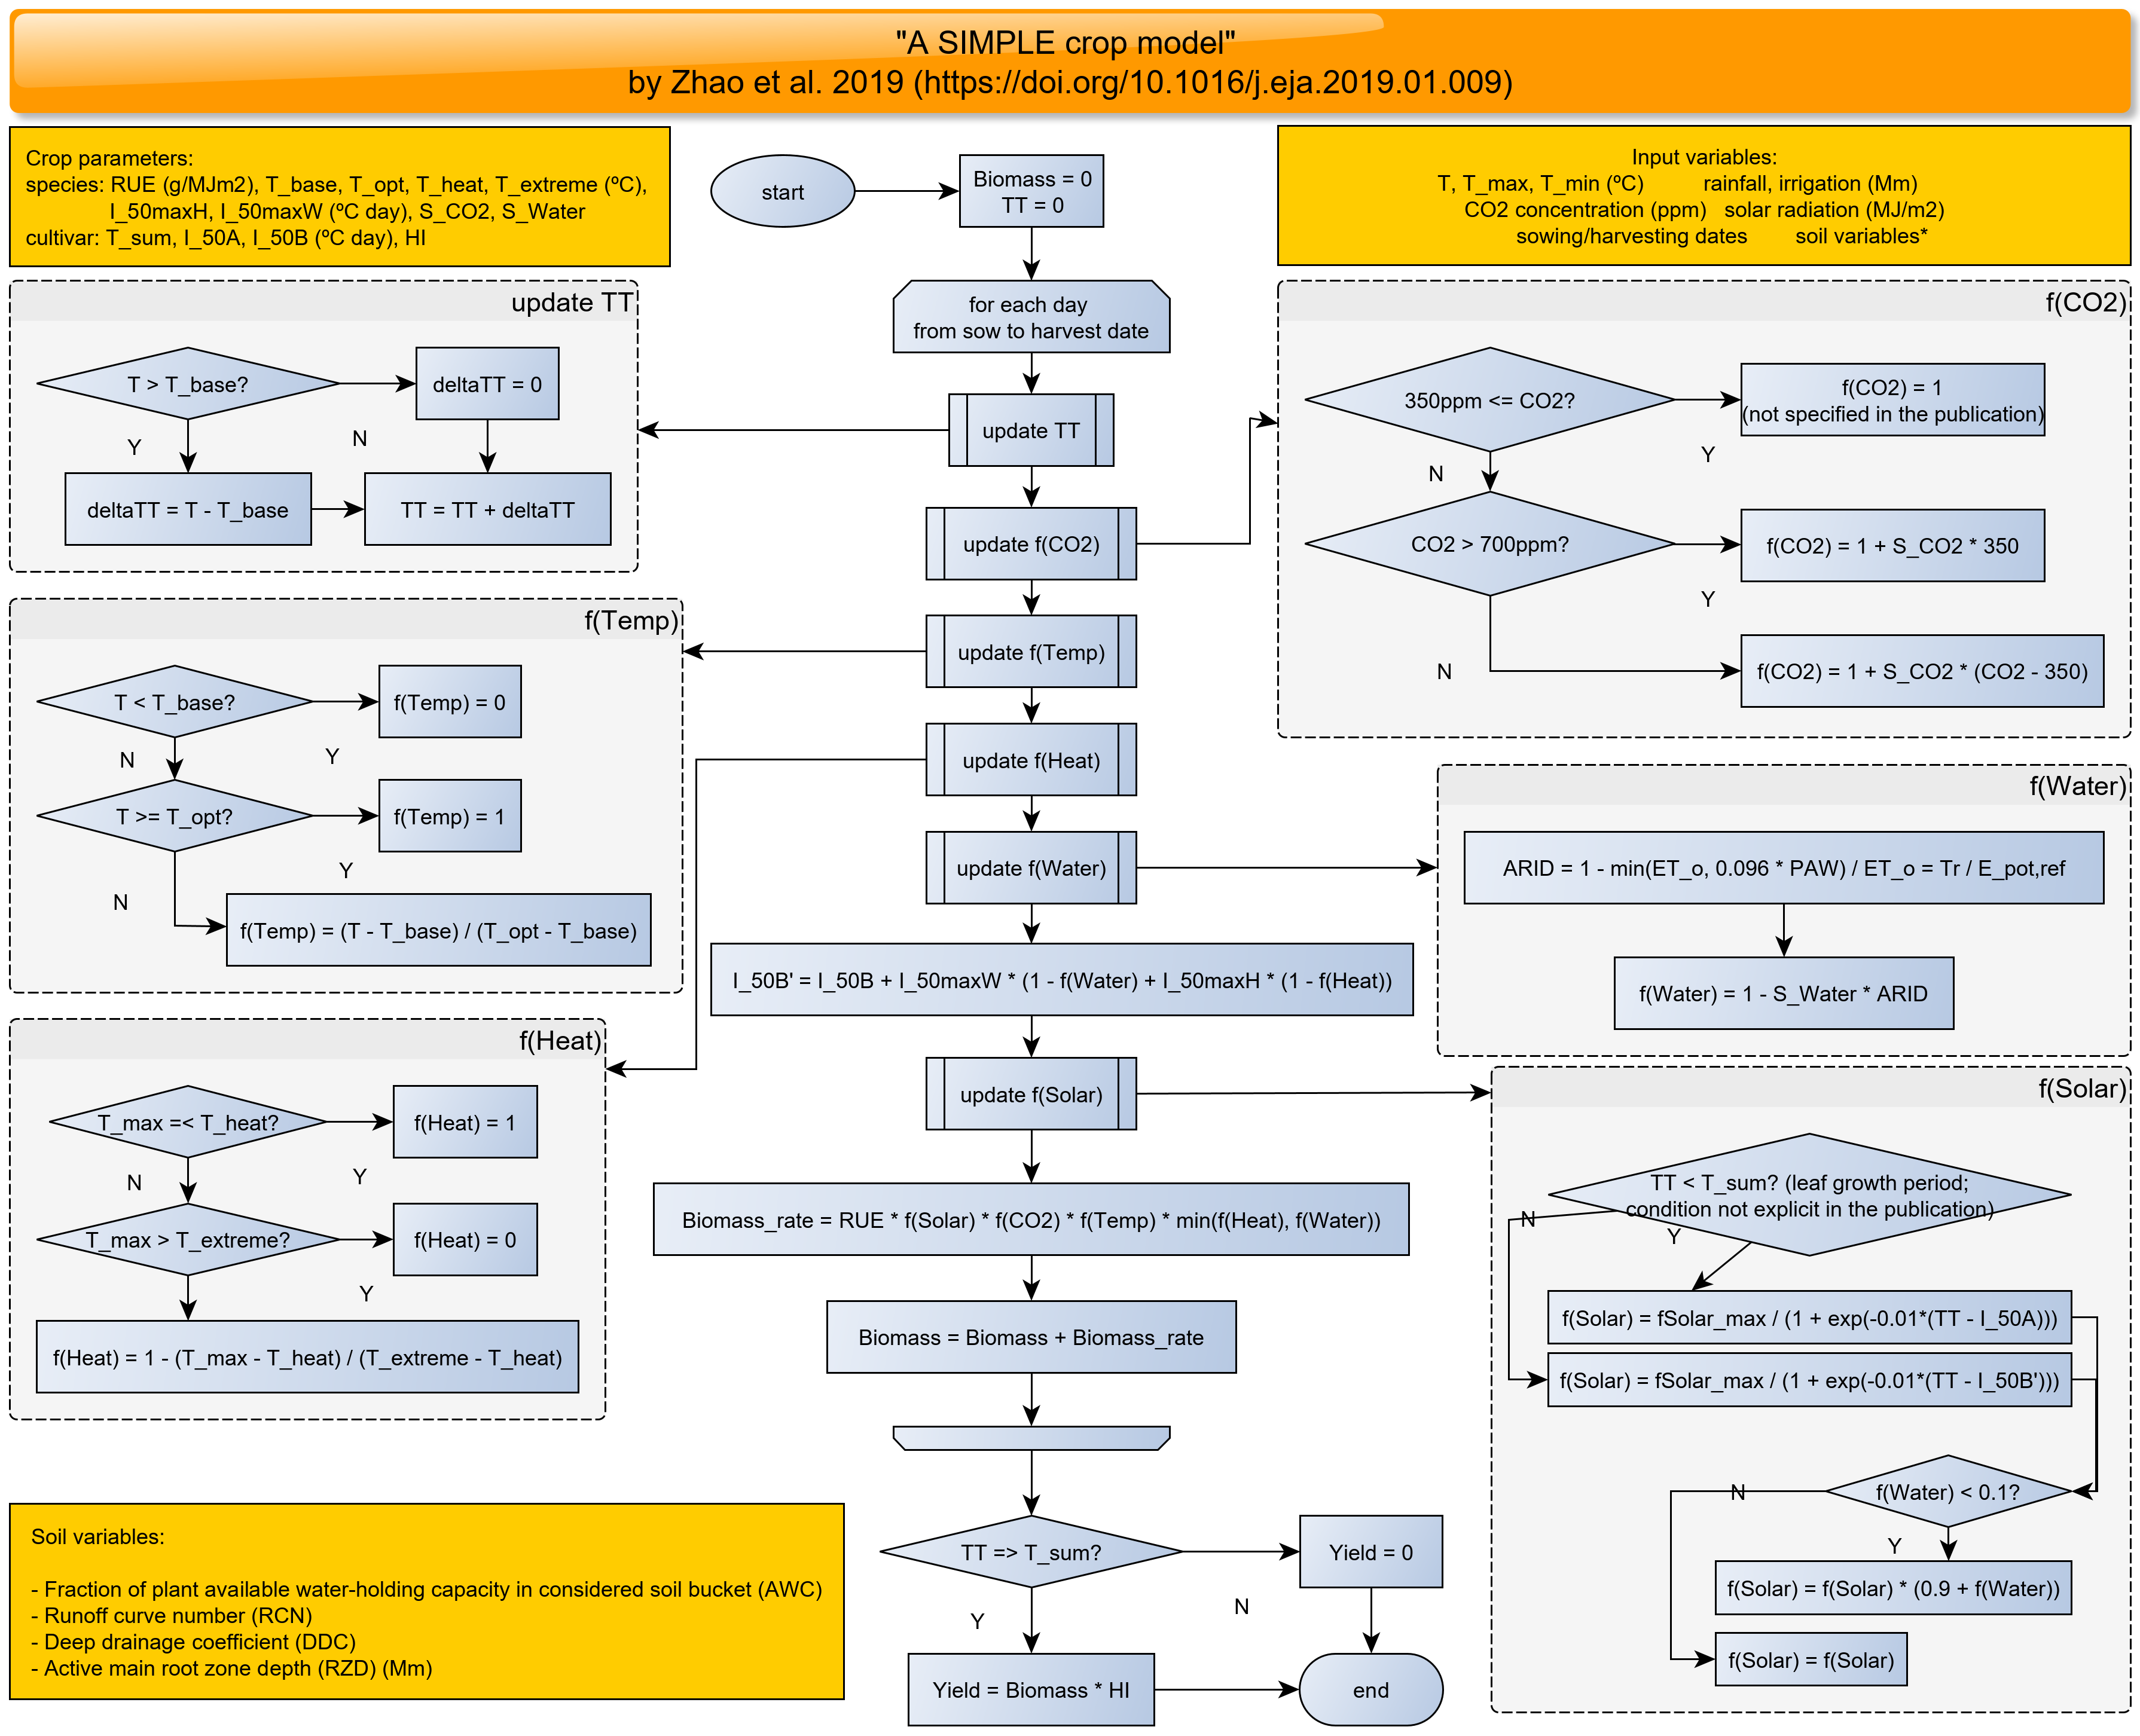 "A SIMPLE crop model"
by Zhao et al. 2019 (https://doi.org/10.1016/j.eja.2019.01.009)
Crop parameters:
species: RUE (g/MJm2), T_base, T_opt, T_heat, T_extreme (ºC),
I_50maxH, I_50maxW (ºC day), S_CO2, S_Water
cultivar: T_sum, I_50A, I_50B (ºC day), HI
start
Biomass = 0
TT = 0
Input variables:
T, T_max, T_min (ºC) rainfall, irrigation (Mm)
CO2 concentration (ppm) solar radiation (MJ/m2)
sowing/harvesting dates soil variables*
for each day
from sow to harvest date
update TT
update f(CO2)
update f(Temp)
update f(Heat)
update f(Water)
I_50B' = I_50B + I_50maxW * (1 - f(Water) + I_50maxH * (1 - f(Heat))
update f(Solar)
Biomass_rate = RUE * f(Solar) * f(CO2) * f(Temp) * min(f(Heat), f(Water))
Biomass = Biomass + Biomass_rate
TT => T_sum?
Y
N
Yield = 0
Yield = Biomass * HI
end
update TT
T > T_base?
deltaTT = 0
Y
N
deltaTT = T - T_base
TT = TT + deltaTT
f(Temp)
T < T_base?
f(Temp) = 0
N
Y
T >= T_opt?
f(Temp) = 1
Y
N
f(Temp) = (T - T_base) / (T_opt - T_base)
f(Heat)
T_max =< T_heat?
f(Heat) = 1
N
Y
T_max > T_extreme?
f(Heat) = 0
Y
f(Heat) = 1 - (T_max - T_heat) / (T_extreme - T_heat)
Soil variables:
- Fraction of plant available water-holding capacity in considered soil bucket (AWC)
- Runoff curve number (RCN)
- Deep drainage coefficient (DDC)
- Active main root zone depth (RZD) (Mm)
f(CO2)
350ppm <= CO2?
f(CO2) = 1
(not specified in the publication)
Y
N
CO2 > 700ppm?
f(CO2) = 1 + S_CO2 * 350
Y
N
f(CO2) = 1 + S_CO2 * (CO2 - 350)
f(Water)
ARID = 1 - min(ET_o, 0.096 * PAW) / ET_o = Tr / E_pot,ref
f(Water) = 1 - S_Water * ARID
f(Solar)
TT < T_sum? (leaf growth period;
condition not explicit in the publication)
N
Y
f(Solar) = fSolar_max / (1 + exp(-0.01*(TT - I_50A)))
f(Solar) = fSolar_max / (1 + exp(-0.01*(TT - I_50B')))
f(Water) < 0.1?
N
Y
f(Solar) = f(Solar) * (0.9 + f(Water))
f(Solar) = f(Solar)